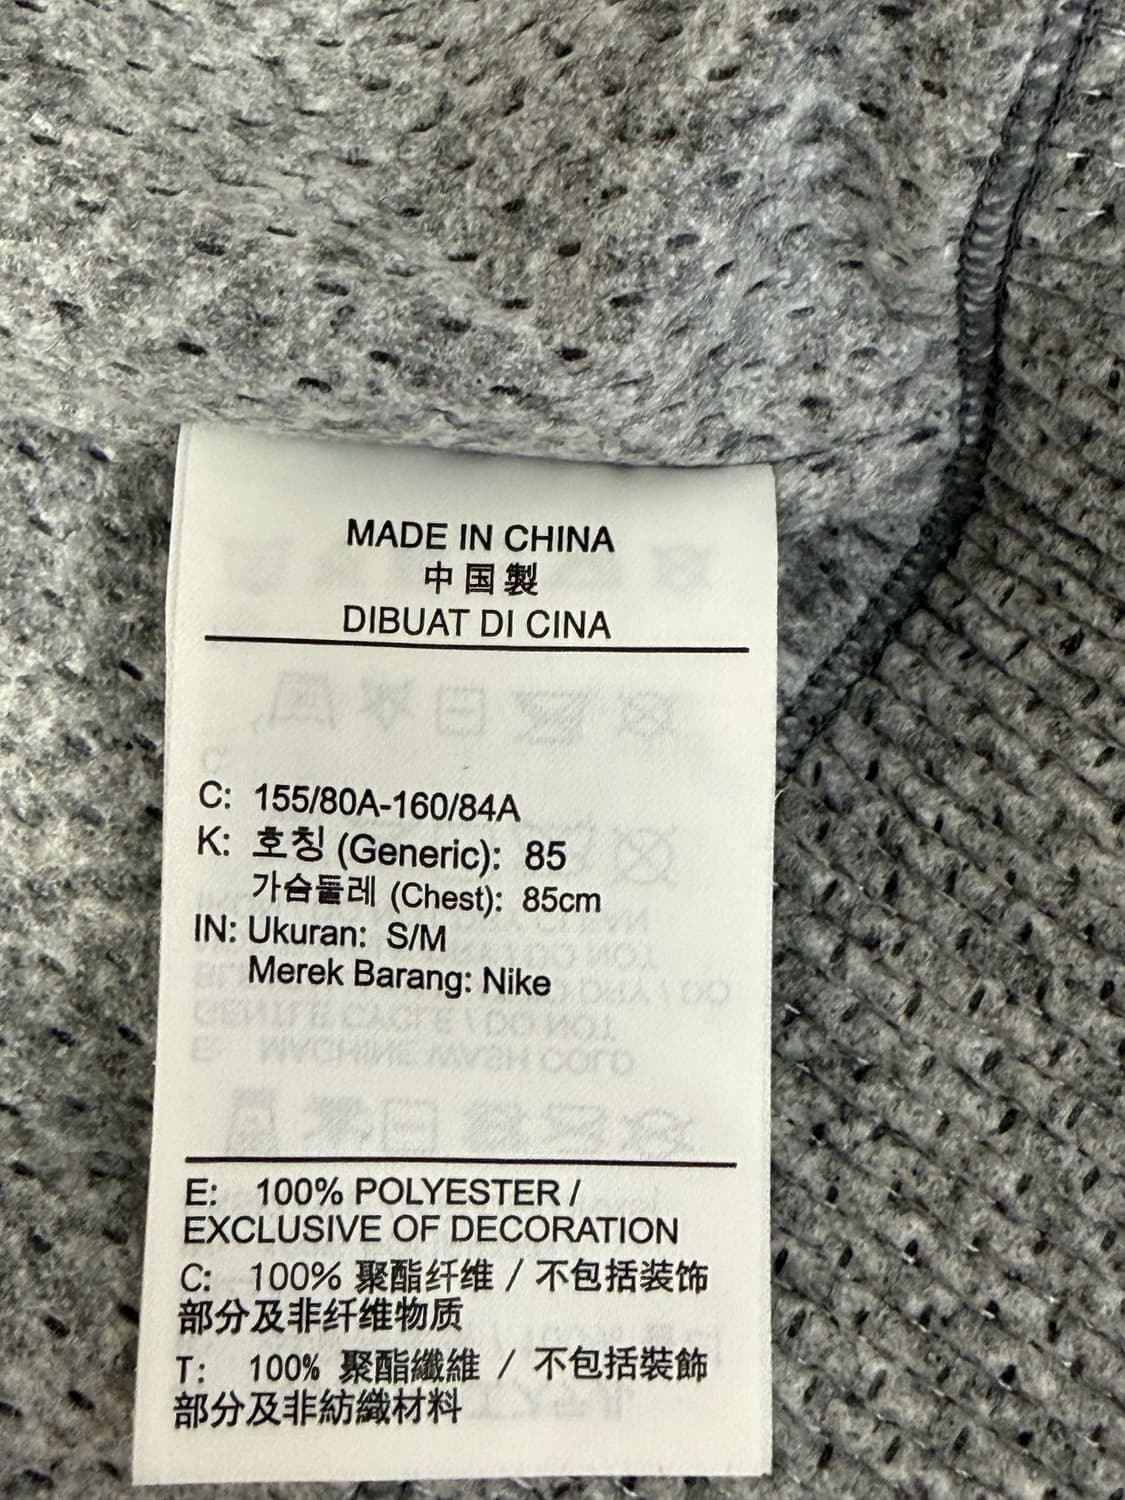 MADE IN CHINA
中国製
DIBUAT DI CINA
C: 155/80A-160/84A
K: 호칭 (Generic): 85
가슴둘레 (Chest): 85cm
IN: Ukuran: S/M
Merek Barang: Nike
E: 100% POLYESTER /
EXCLUSIVE OF DECORATION
C: 100% 聚酯纤维 / 不包括装饰
部分及非纤维物质
T: 100% 聚酯纖維 / 不包括裝飾
部分及非紡織材料